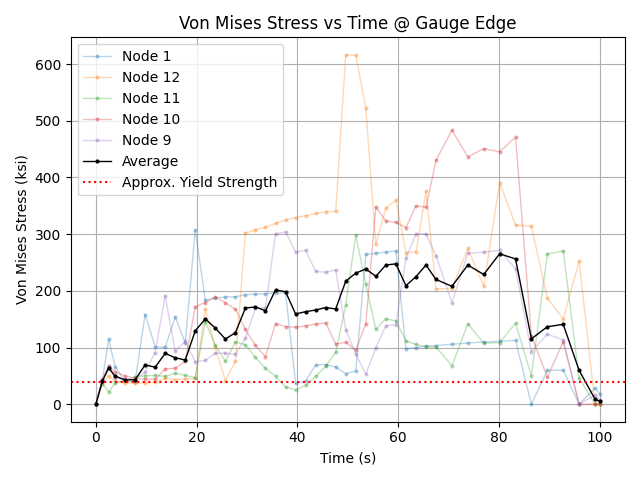 Von Mises Stress vs Time @ Gauge Edge
Node 1
Node 12
Node 11
Node 10
Node 9
Average
Approx. Yield Strength
Von Mises Stress (ksi)
600
500
400
300
200
100
0
0 20 40 60 80 100
Time (s)